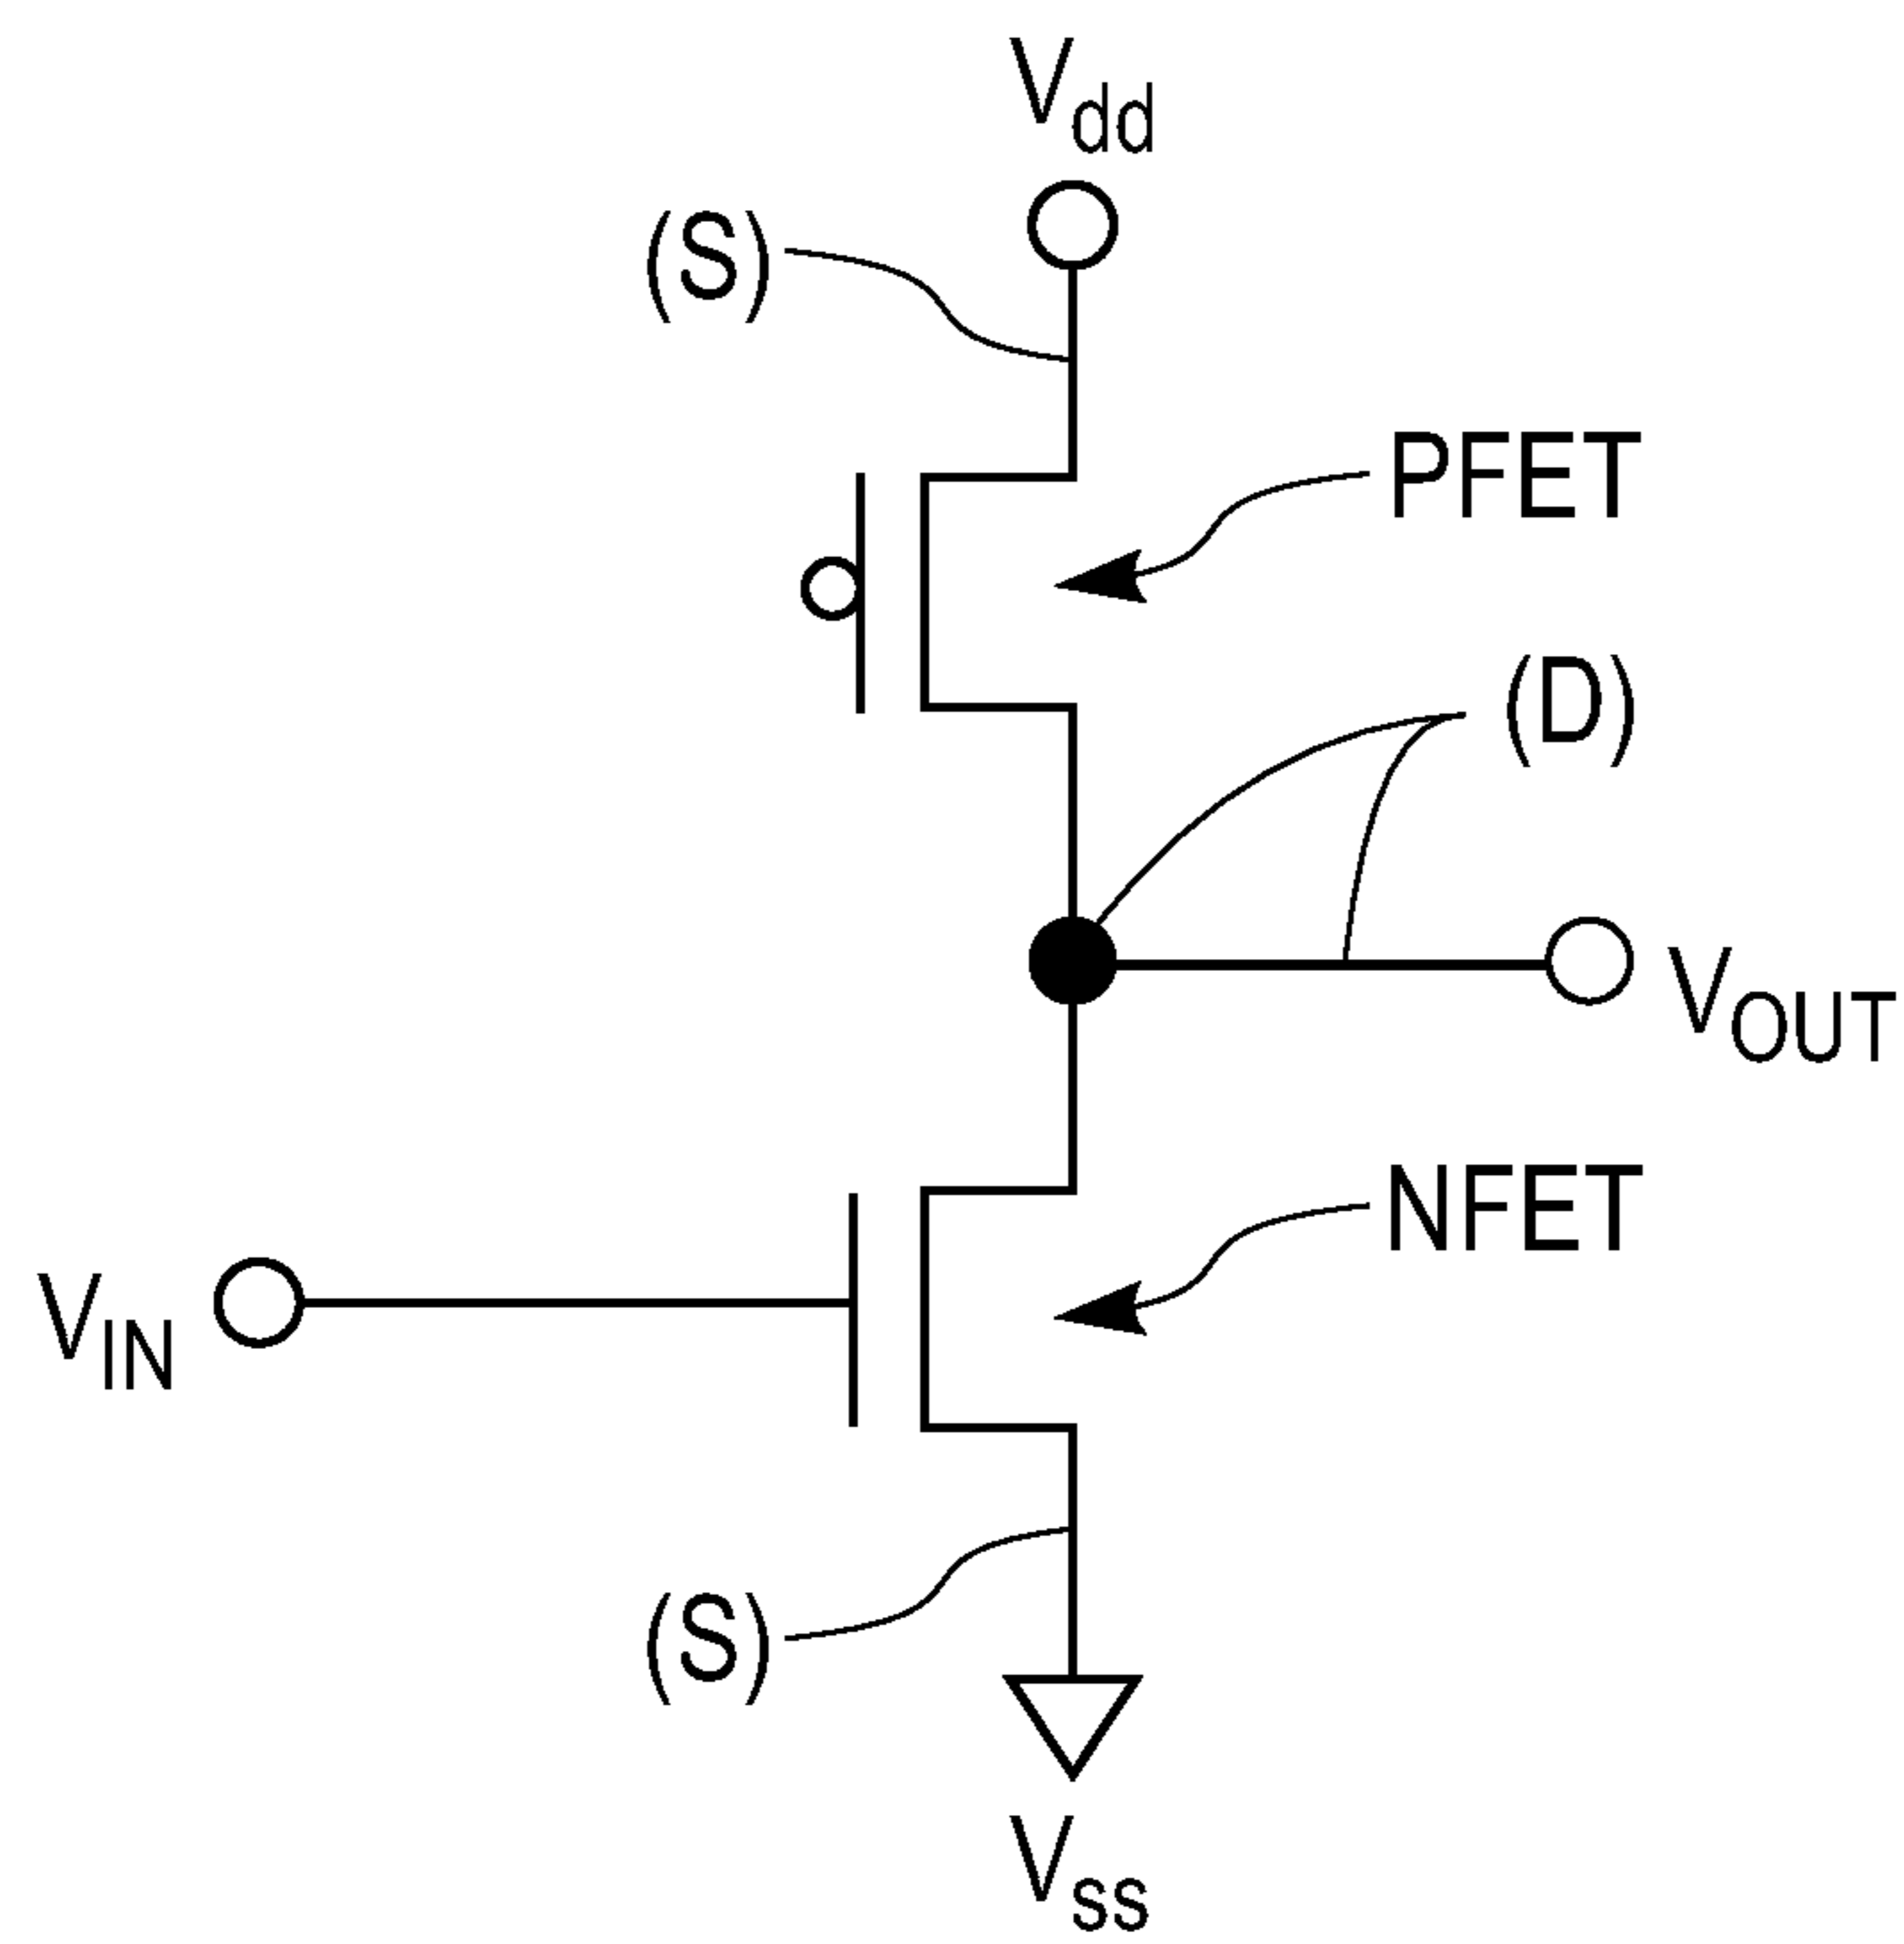 Vdd
(S)
PFET
(D)
VOUT
NFET
VIN
(S)
Vss